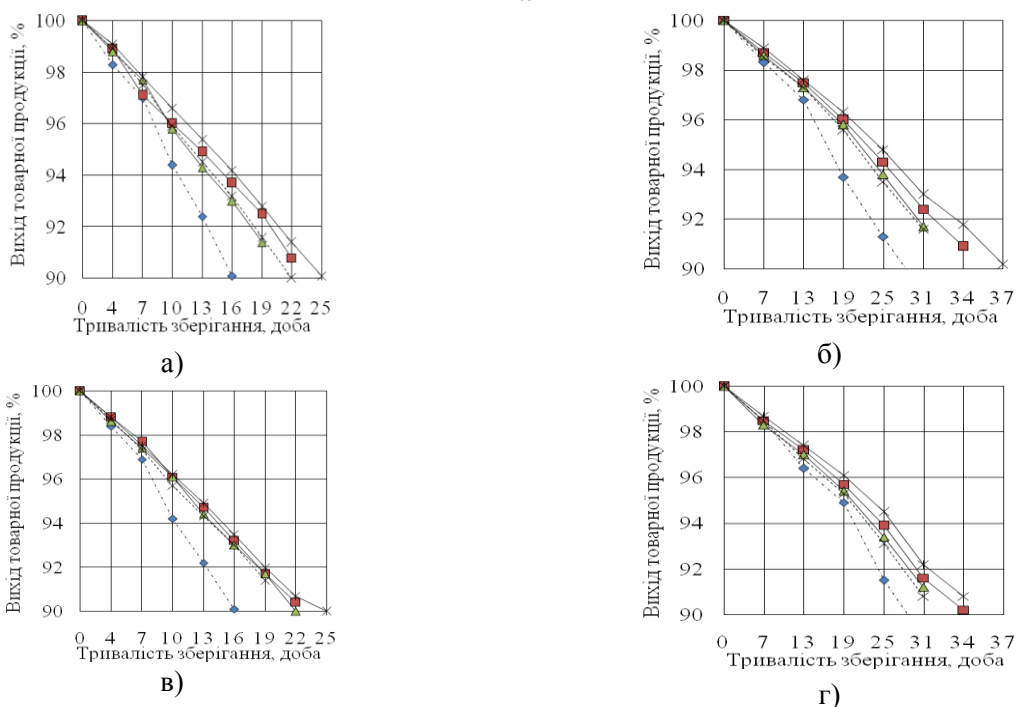 Вихід товарної продукції, %
100
98
96
94
92
90
0 4 7 10 13 16 19 22 25
Тривалість зберігання, доба
а)
Вихід товарної продукції, %
100
98
96
94
92
90
0 7 13 19 25 31 34 37
Тривалість зберігання, доба
б)
Вихід товарної продукції, %
100
98
96
94
92
90
0 4 7 10 13 16 19 22 25
Тривалість зберігання, доба
в)
Вихід товарної продукції, %
100
98
96
94
92
90
0 7 13 19 25 31 34 37
Тривалість зберігання, доба
г)